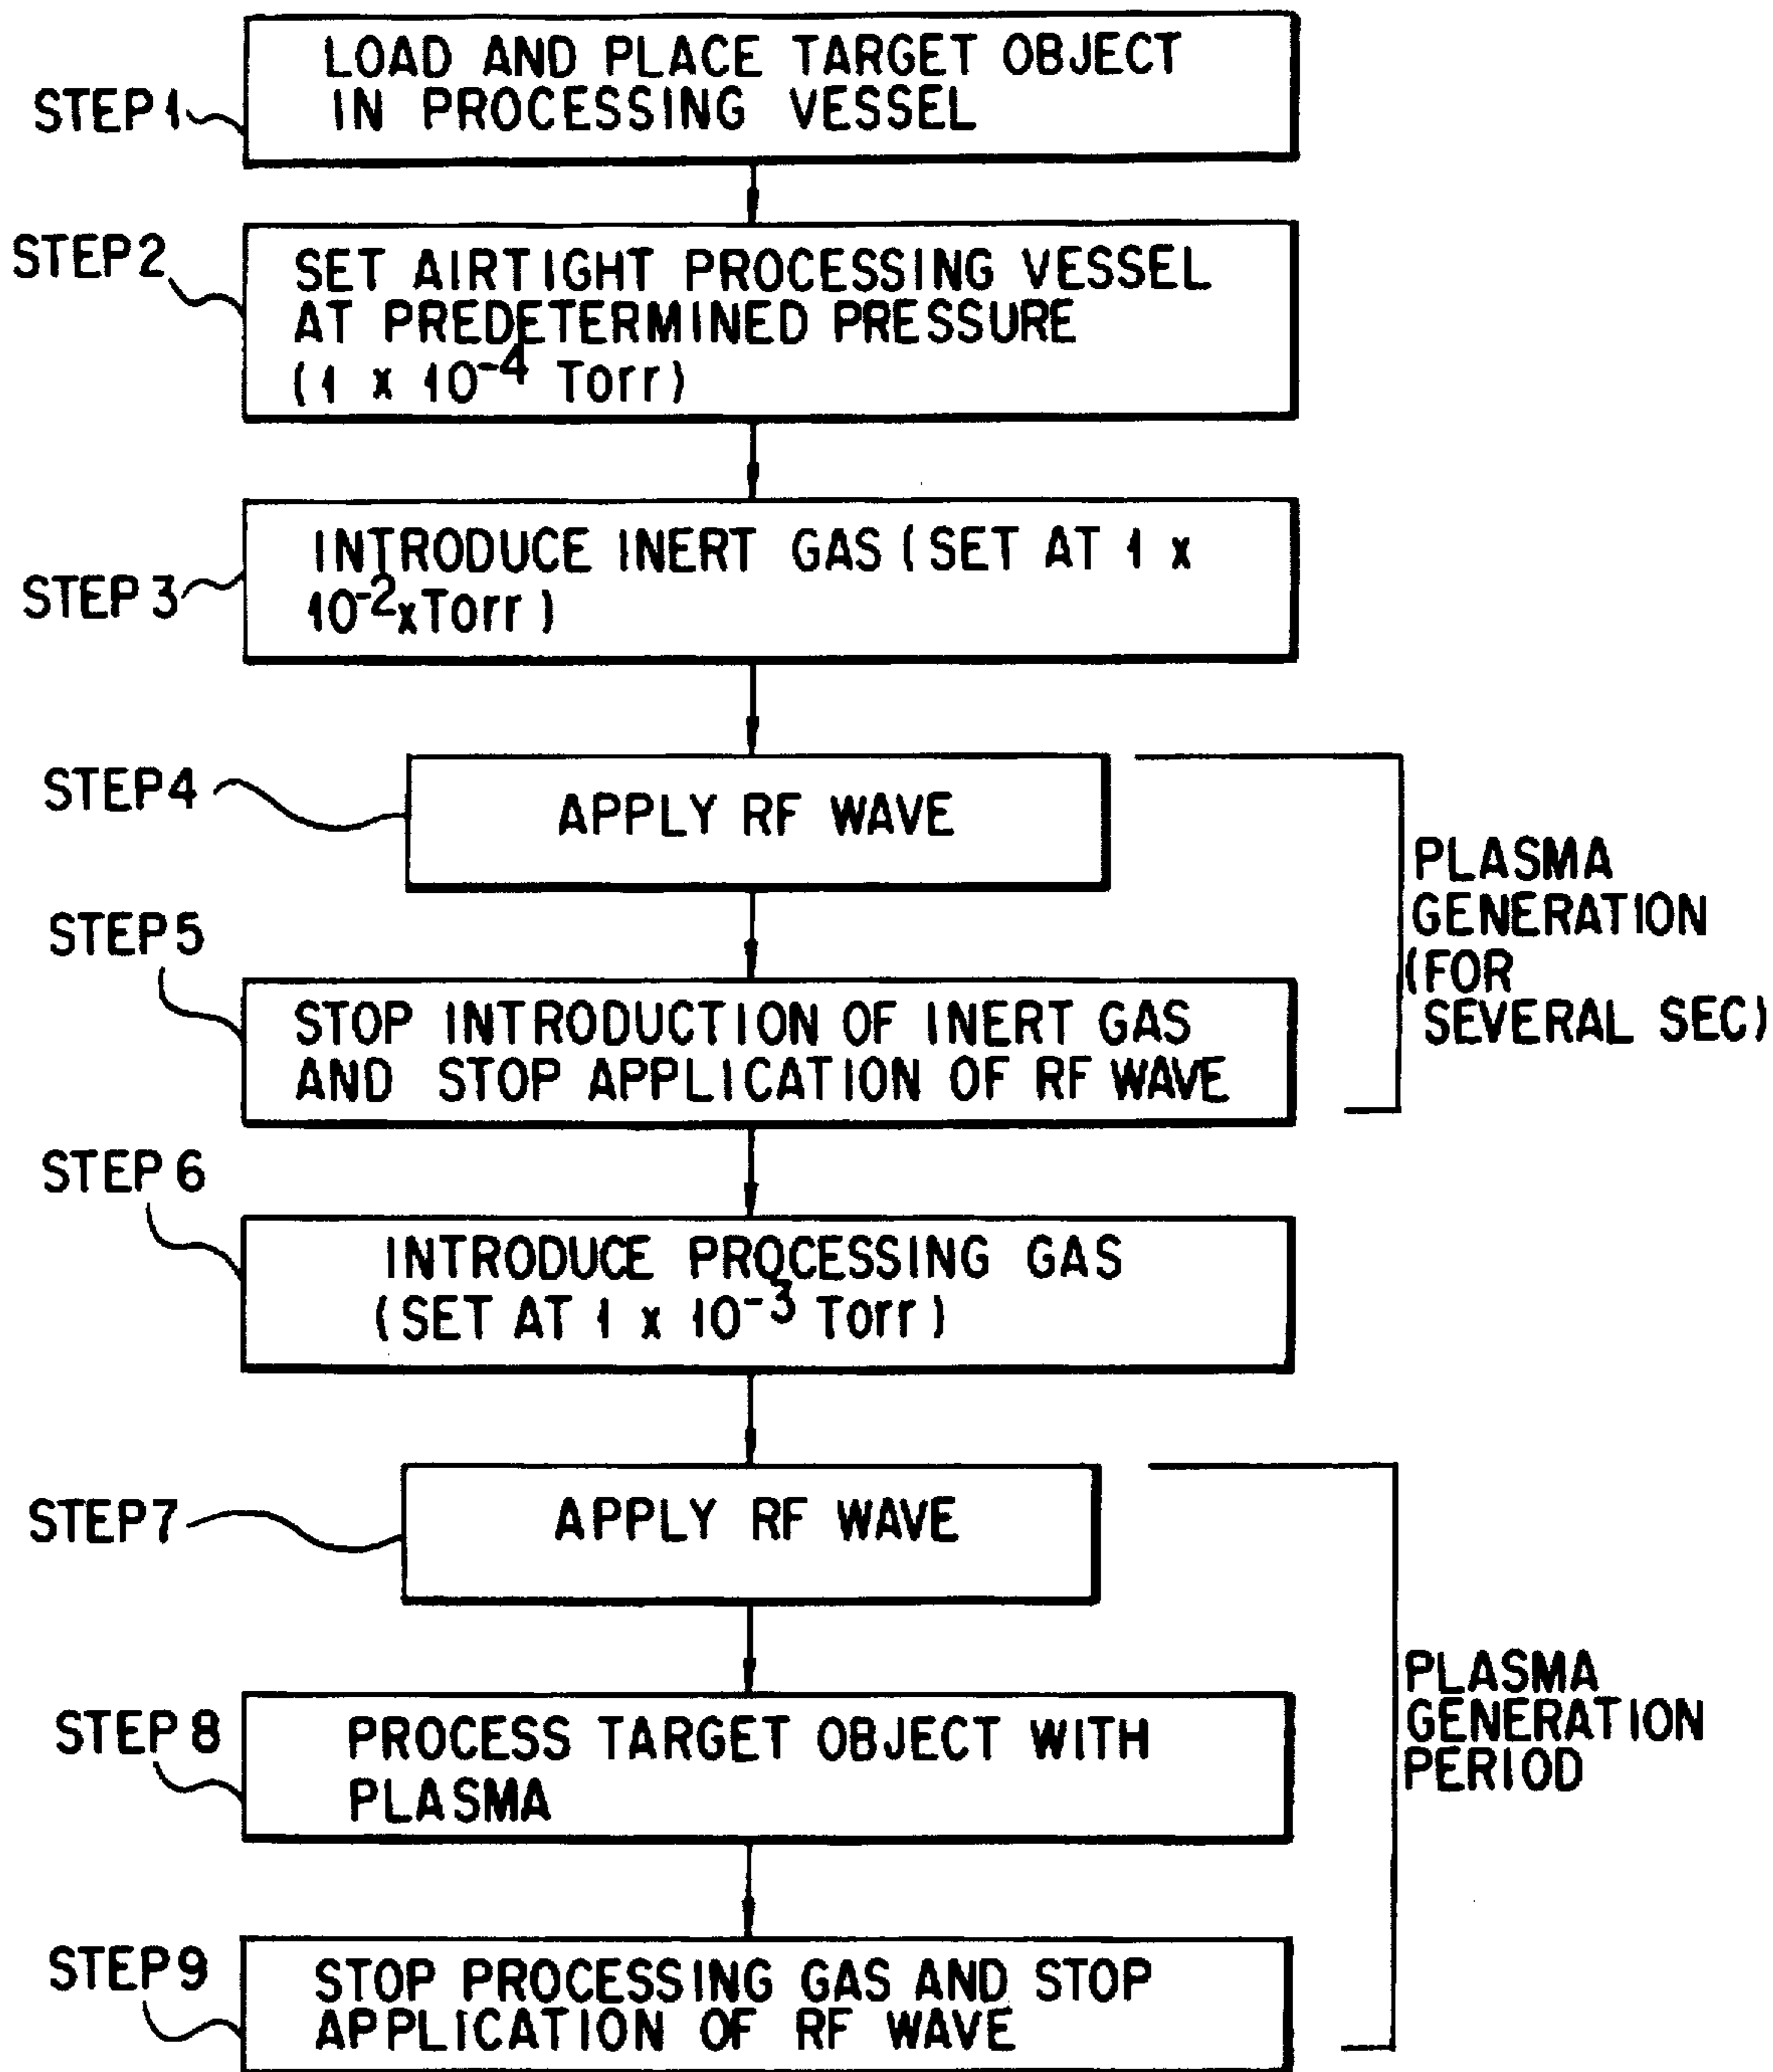 LOAD AND PLACE TARGET OBJECT
IN PROCESSING VESSEL
STEP1
STEP2
SET AIRTIGHT PROCESSING VESSEL
AT PREDETERMINED PRESSURE
(1 x 10⁻⁴ Torr)
STEP3
INTRODUCE INERT GAS (SET AT 1 x
10⁻²xTorr)
STEP4
APPLY RF WAVE
PLASMA
GENERATION
(FOR
SEVERAL SEC)
STEP5
STOP INTRODUCTION OF INERT GAS
AND STOP APPLICATION OF RF WAVE
STEP6
INTRODUCE PROCESSING GAS
(SET AT 1 x 10⁻³ Torr)
STEP7
APPLY RF WAVE
PLASMA
GENERATION
PERIOD
STEP8
PROCESS TARGET OBJECT WITH
PLASMA
STEP9
STOP PROCESSING GAS AND STOP
APPLICATION OF RF WAVE